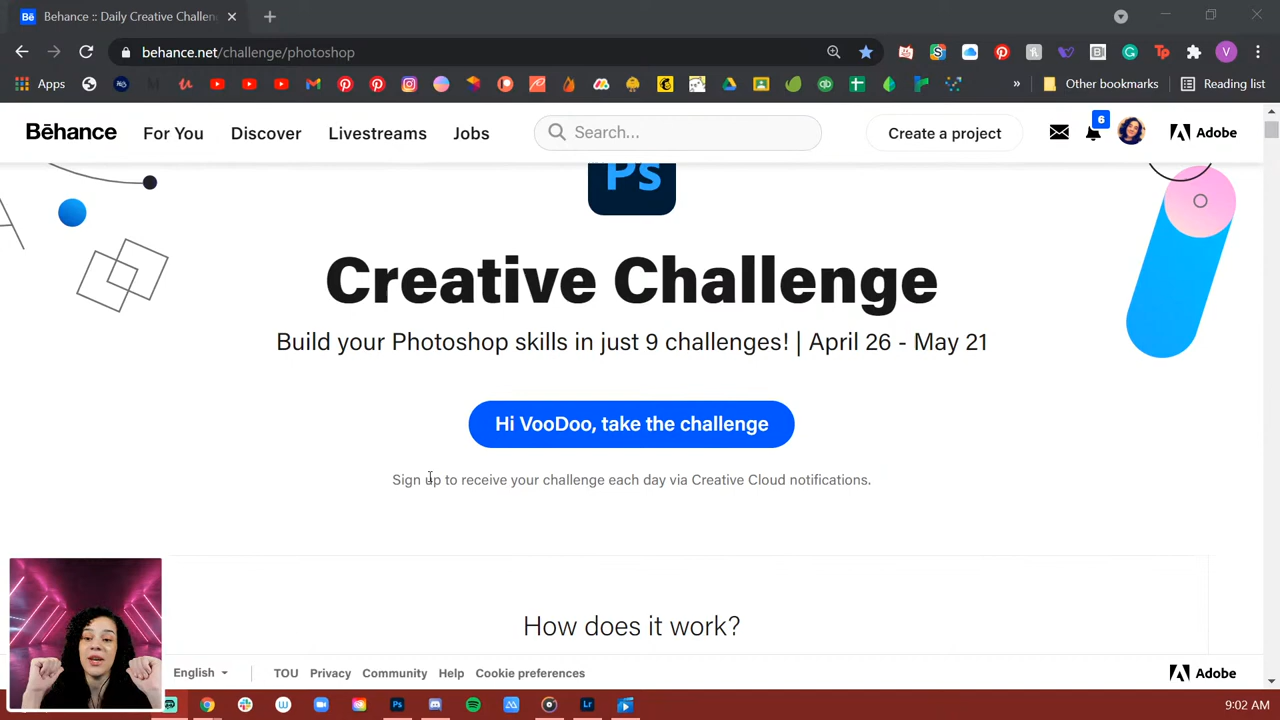 Bē
Behance :: Daily Creative Challen
behance.net/challenge/photoshop
V
Apps
»
Other bookmarks
Reading list
Bēhance
For You
Discover
Livestreams
Jobs
Search...
Create a project
6
Adobe
Ps
Creative Challenge
Build your Photoshop skills in just 9 challenges! | April 26 - May 21
Hi VooDoo, take the challenge
Sign up to receive your challenge each day via Creative Cloud notifications.
How does it work?
English
TOU
Privacy
Community
Help
Cookie preferences
Adobe
Ps
Lr
9:02 AM